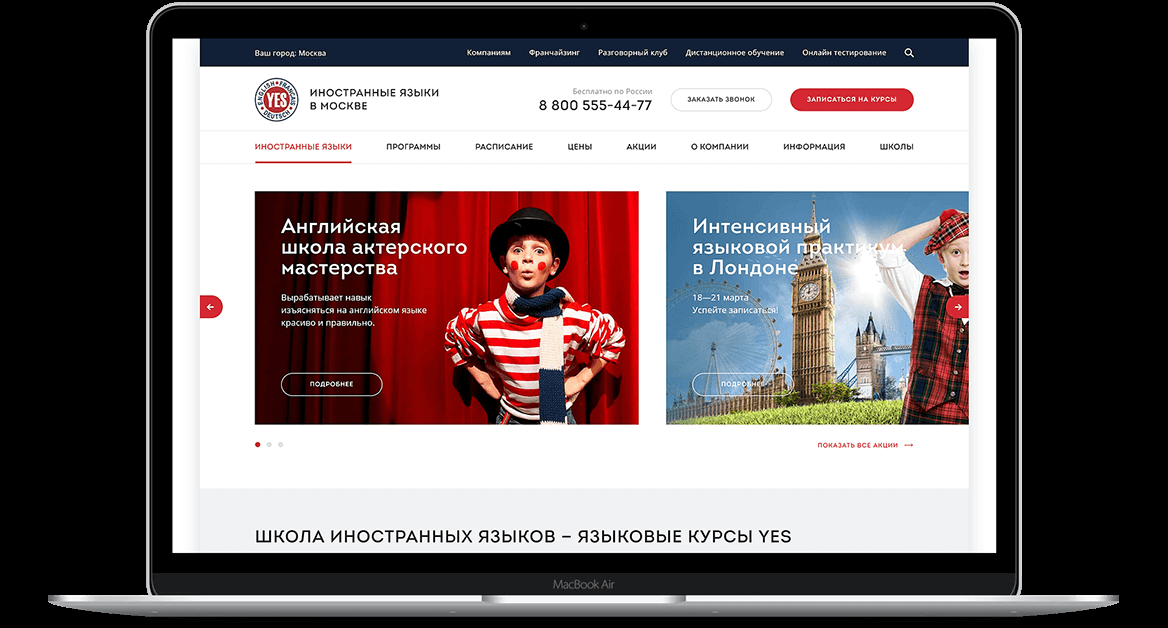 Ваш город: Москва
Компаниям Франчайзинг Разговорный клуб Дистанционное обучение Онлайн тестирование
ENGLISH FRANÇAIS DEUTSCH
YES
ИНОСТРАННЫЕ ЯЗЫКИ
В МОСКВЕ
Бесплатно по России
8 800 555-44-77
ЗАКАЗАТЬ ЗВОНОК
ЗАПИСАТЬСЯ НА КУРСЫ
ИНОСТРАННЫЕ ЯЗЫКИ ПРОГРАММЫ РАСПИСАНИЕ ЦЕНЫ АКЦИИ О КОМПАНИИ ИНФОРМАЦИЯ ШКОЛЫ
Английская
школа актерского
мастерства
Вырабатывает навык
изъясняться на английском языке
красиво и правильно.
ПОДРОБНЕЕ
Интенсивный
языковой практикум
в Лондоне
18—21 марта
Успейте записаться!
ПОДРОБНЕЕ
ПОКАЗАТЬ ВСЕ АКЦИИ
ШКОЛА ИНОСТРАННЫХ ЯЗЫКОВ – ЯЗЫКОВЫЕ КУРСЫ YES
MacBook Air